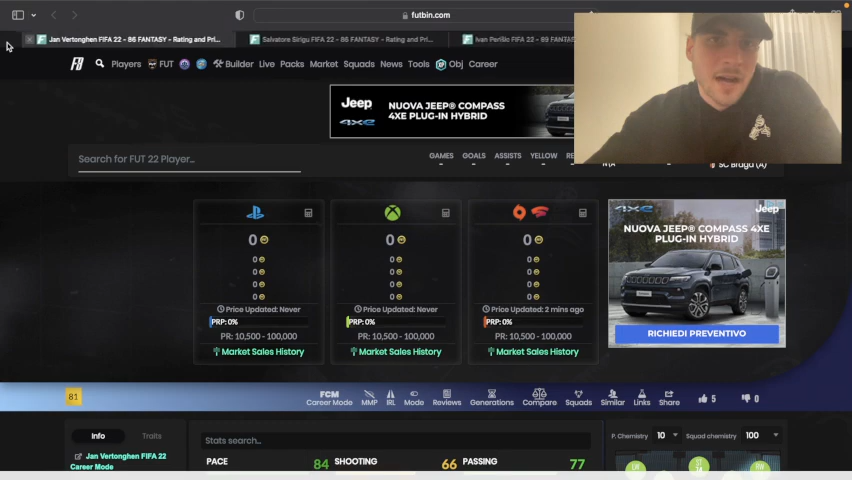 futbin.com
Jan Vertonghen FIFA 22 - 86 FANTASY - Rating and Pri...
Salvatore Sirigu FIFA 22 - 86 FANTASY - Rating and Pri...
Ivan Perišic FIFA 22 - 89 FANTASY
FB Players FUT Builder Live Packs Market Squads News Tools Obj Career
Jeep
4xe
NUOVA JEEP® COMPASS
4XE PLUG-IN HYBRID
Search for FUT 22 Player...
GAMES GOALS ASSISTS YELLOW
- - - -
N/A
SC Braga (A)
0 0 0
0 0 0
0 0 0
0 0 0
0 0 0
Price Updated: Never Price Updated: Never Price Updated: 2 mins ago
PRP: 0% PRP: 0% PRP: 0%
PR: 10,500 - 100,000 PR: 10,500 - 100,000 PR: 10,500 - 100,000
Market Sales History Market Sales History Market Sales History
4xe Jeep
NUOVA JEEP® COMPASS
4XE PLUG-IN HYBRID
RICHIEDI PREVENTIVO
81
FCM
Career Mode MMP IRL Mode Reviews Generations Compare Squads Similar Links Share 5 0
Info Traits
Stats search...
P. Chemistry 10 Squad chemistry 100
Jan Vertonghen FIFA 22
Career Mode
PACE 84 SHOOTING 66 PASSING 77
LW ST RW